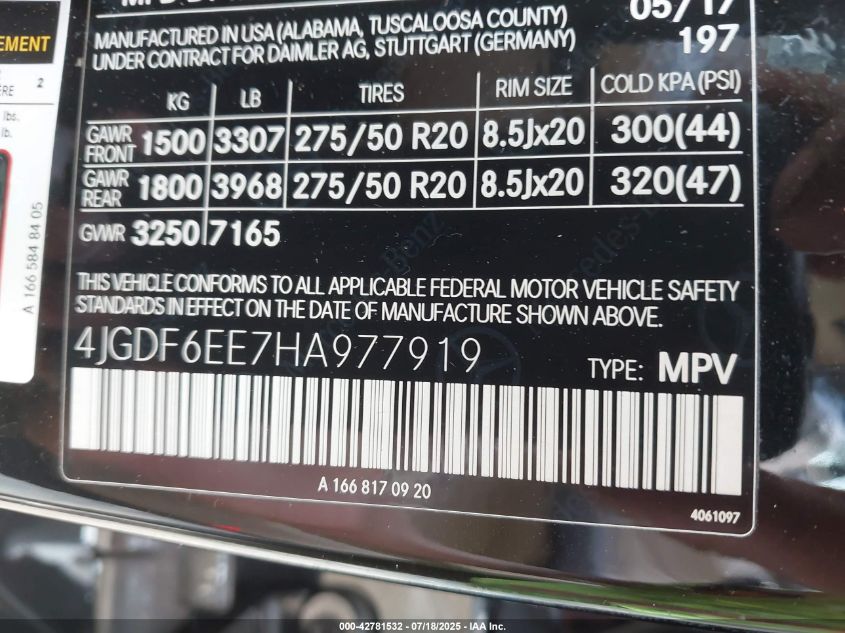 05/17
MANUFACTURED IN USA (ALABAMA, TUSCALOOSA COUNTY)
UNDER CONTRACT FOR DAIMLER AG, STUTTGART (GERMANY)
197
EMENT
ERE 2
lbs.
lb.
KG LB TIRES RIM SIZE COLD KPA (PSI)
GAWR FRONT 1500 3307 275/50 R20 8.5Jx20 300(44)
GAWR REAR 1800 3968 275/50 R20 8.5Jx20 320(47)
GVWR 3250 7165
A 166 584 84 05
THIS VEHICLE CONFORMS TO ALL APPLICABLE FEDERAL MOTOR VEHICLE SAFETY
STANDARDS IN EFFECT ON THE DATE OF MANUFACTURE SHOWN ABOVE.
4JGDF6EE7HA977919 TYPE: MPV
A 166 817 09 20
4061097
000-42781532 - 07/18/2025 - IAA Inc.